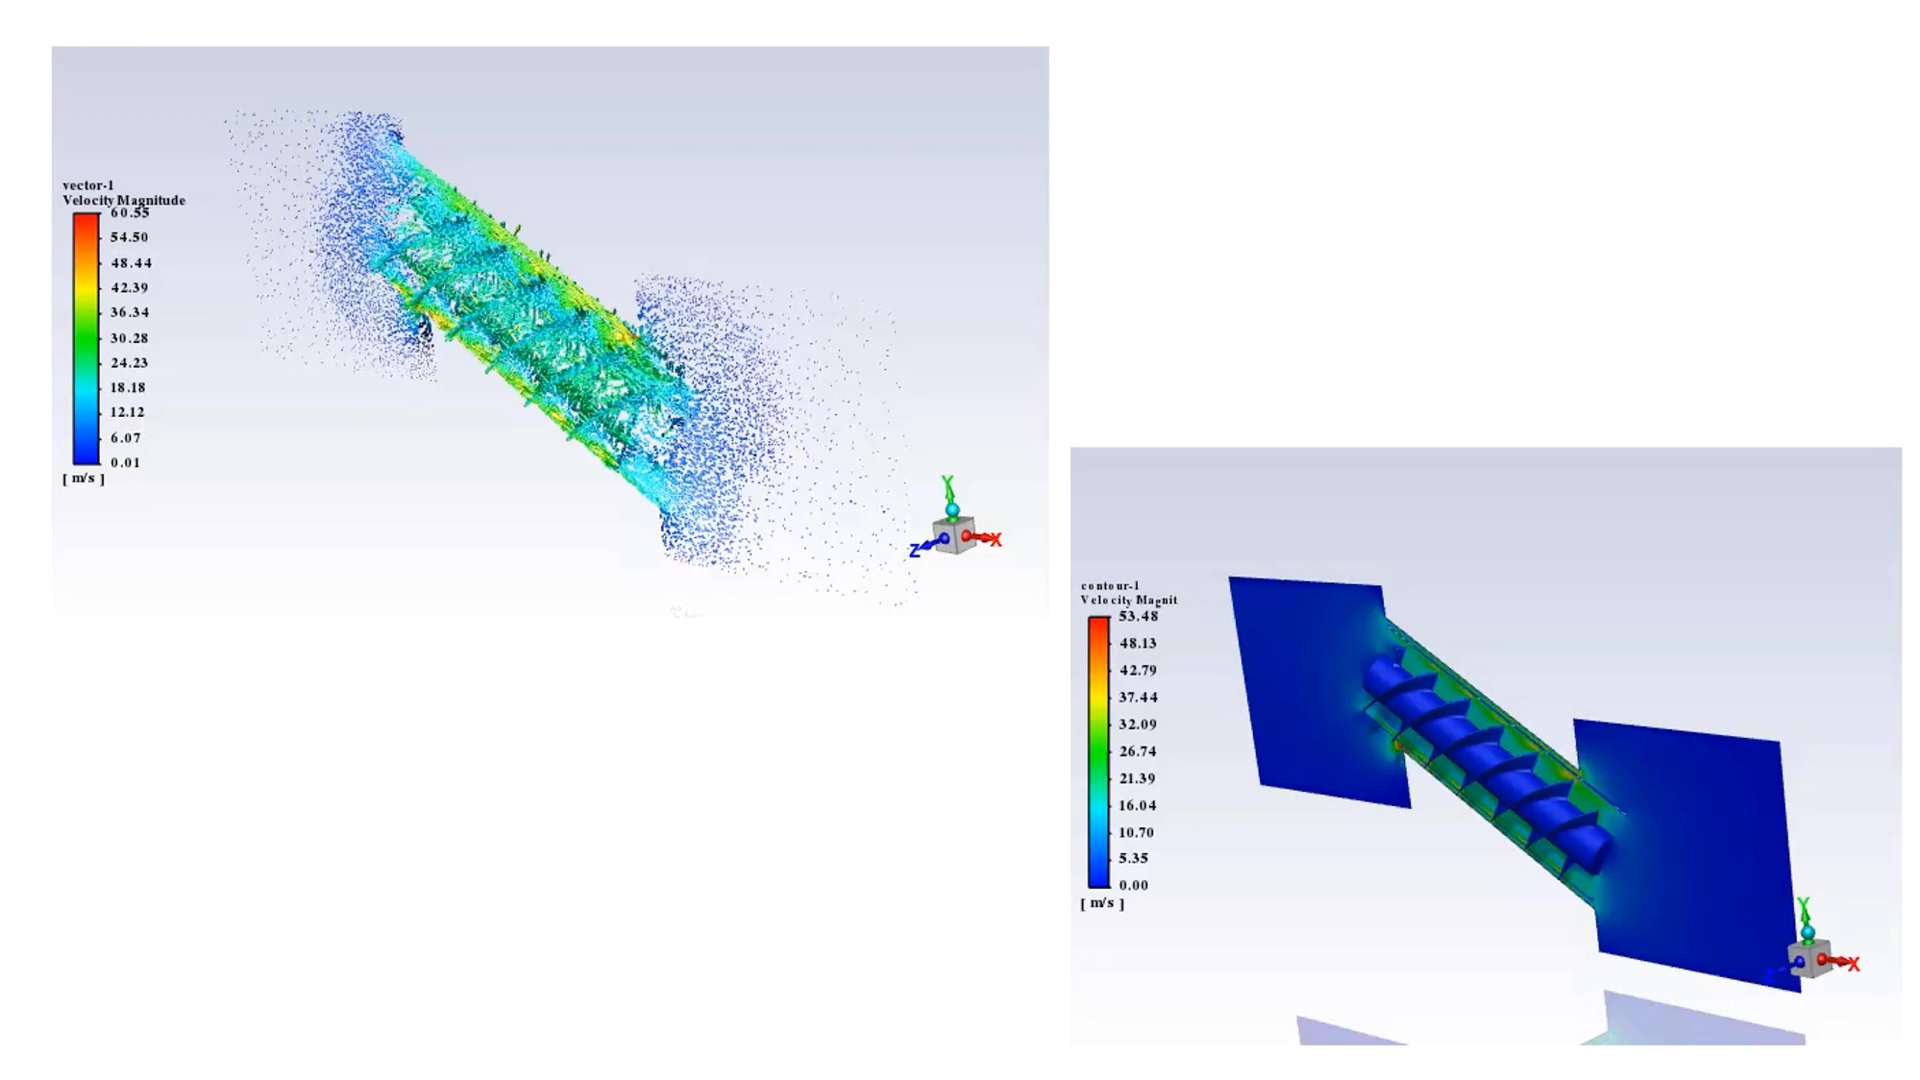 vector-1
Velocity Magnitude
60.55
54.50
48.44
42.39
36.34
30.28
24.23
18.18
12.12
6.07
0.01
[ m/s ]
Y
Z
X
contour-1
Velocity Magnit
53.48
48.13
42.79
37.44
32.09
26.74
21.39
16.04
10.70
5.35
0.00
[ m/s ]
Y
Z
X